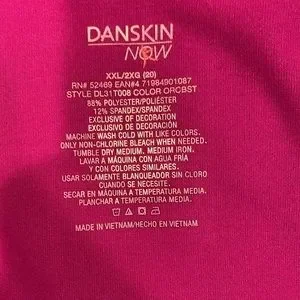 DANSKIN
NOW
XXL/2XG (20)
RN# 52469 EAN#4 71984901087
STYLE DL31T008 COLOR ORCBST
88% POLYESTER/POLIÉSTER
12% SPANDEX/SPANDEX
EXCLUSIVE OF DECORATION
EXCLUSIVO DE DECORACIÓN
MACHINE WASH COLD WITH LIKE COLORS.
ONLY NON-CHLORINE BLEACH WHEN NEEDED.
TUMBLE DRY MEDIUM. MEDIUM IRON.
LAVAR A MÁQUINA CON AGUA FRÍA
Y CON COLORES SIMILARES.
USAR SOLAMENTE BLANQUEADOR SIN CLORO
CUANDO SE NECESITE.
SECAR EN MÁQUINA A TEMPERATURA MEDIA.
PLANCHAR A TEMPERATURA MEDIA.
MADE IN VIETNAM/HECHO EN VIETNAM